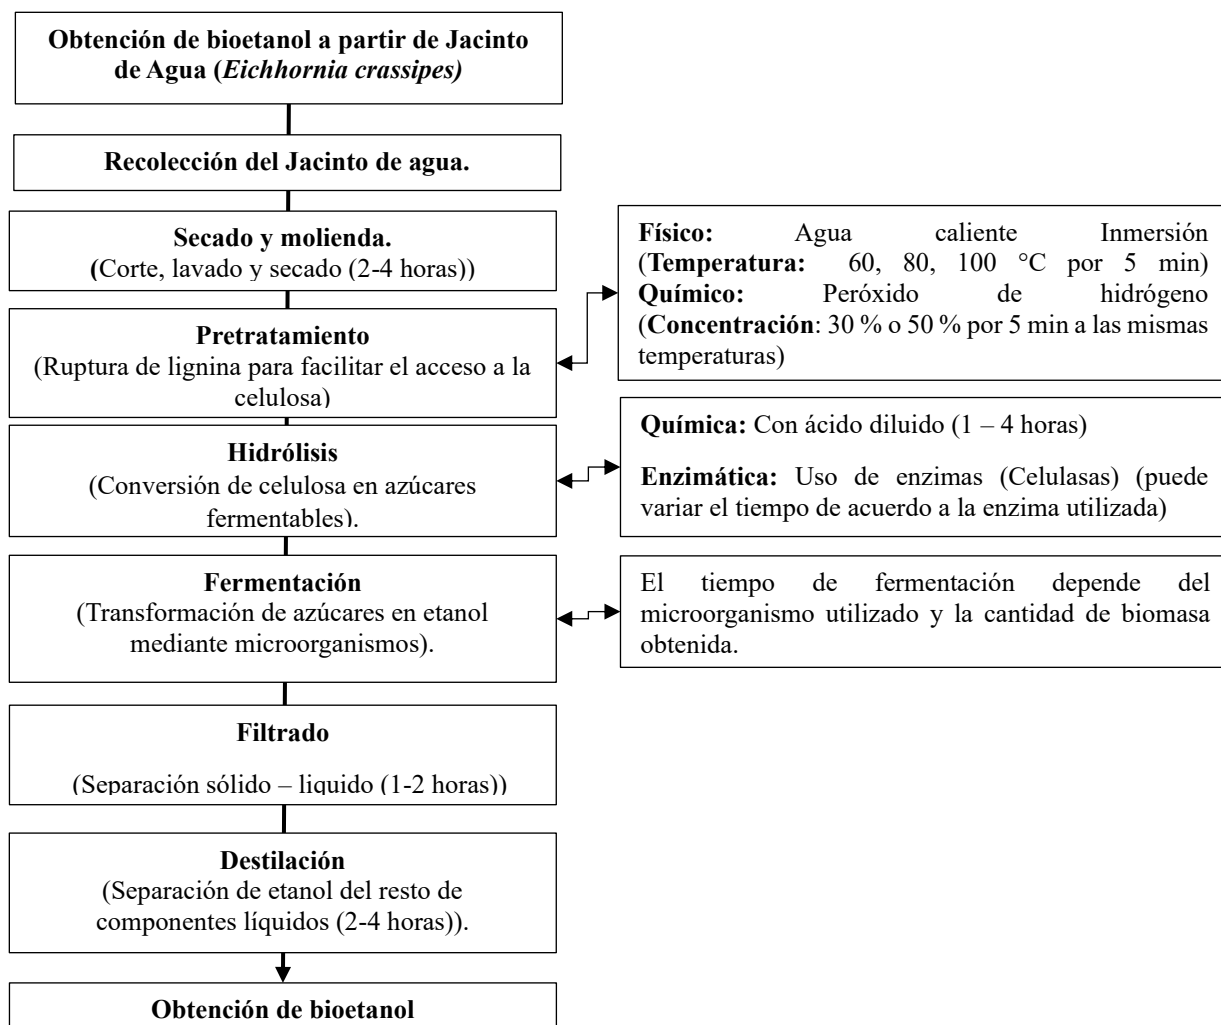 Obtención de bioetanol a partir de Jacinto
de Agua (Eichhornia crassipes)
Recolección del Jacinto de agua.
Secado y molienda.
(Corte, lavado y secado (2-4 horas))
Físico: Agua caliente Inmersión
(Temperatura: 60, 80, 100 °C por 5 min)
Químico: Peróxido de hidrógeno
(Concentración: 30 % o 50 % por 5 min a las mismas
temperaturas)
Pretratamiento
(Ruptura de lignina para facilitar el acceso a la
celulosa)
Hidrólisis
(Conversión de celulosa en azúcares
fermentables).
Química: Con ácido diluido (1 – 4 horas)
Enzimática: Uso de enzimas (Celulasas) (puede
variar el tiempo de acuerdo a la enzima utilizada)
Fermentación
(Transformación de azúcares en etanol
mediante microorganismos).
El tiempo de fermentación depende del
microorganismo utilizado y la cantidad de biomasa
obtenida.
Filtrado
(Separación sólido – liquido (1-2 horas))
Destilación
(Separación de etanol del resto de
componentes líquidos (2-4 horas)).
Obtención de bioetanol